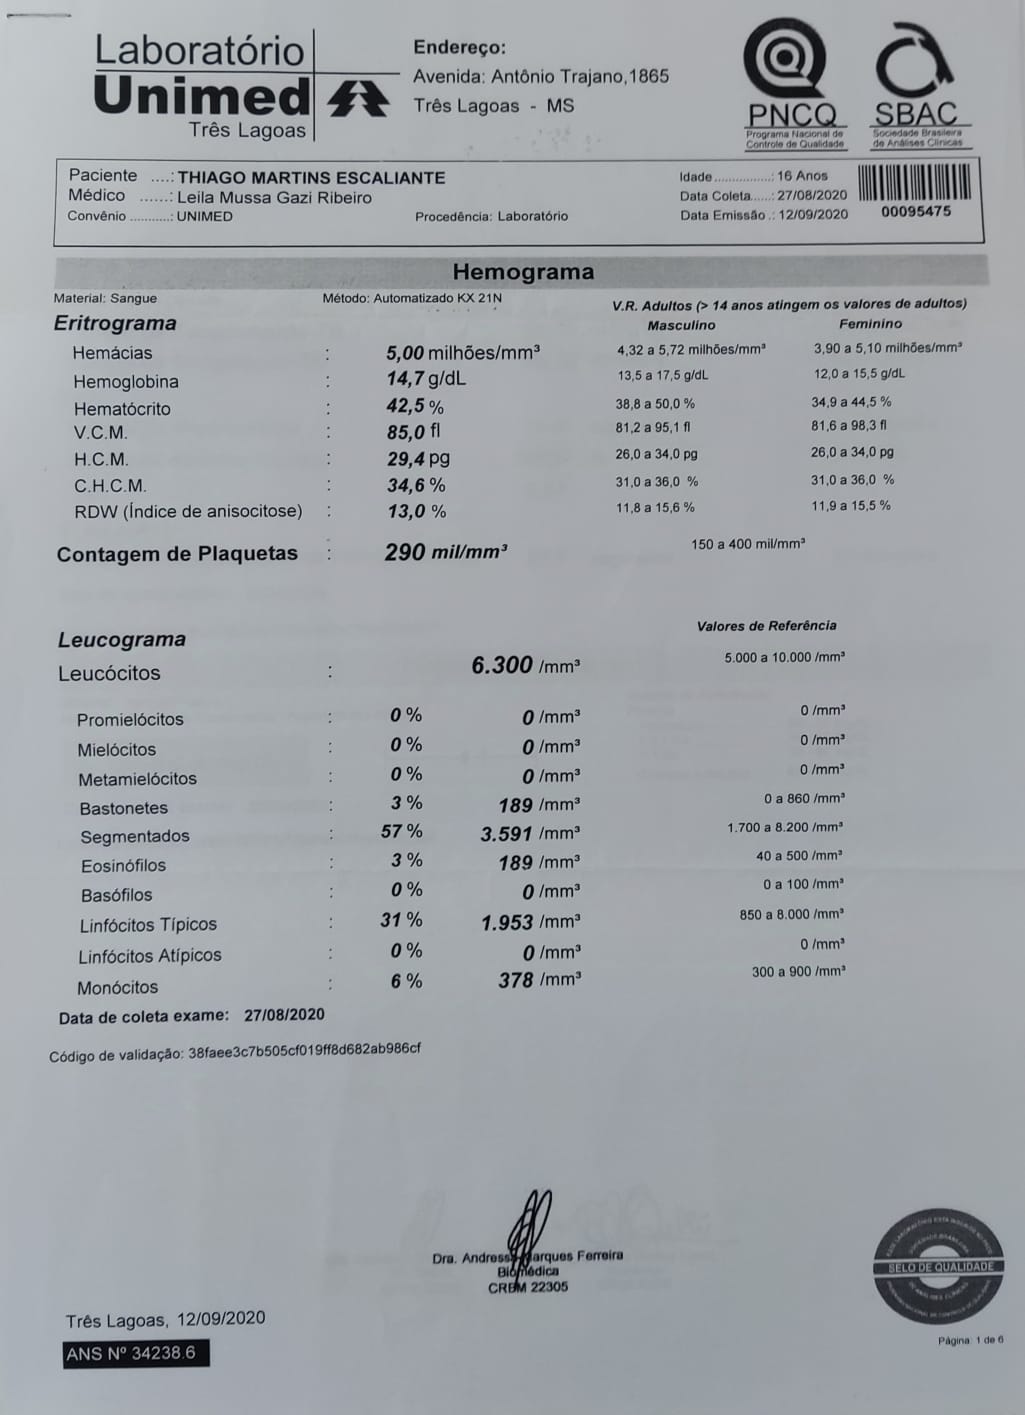 Laboratório
Unimed
Três Lagoas
Endereço:
Avenida: Antônio Trajano,1865
Três Lagoas - MS
PNCQ
Programa Nacional de
Controle de Qualidade
SBAC
Sociedade Brasileira
de Análises Clínicas
Paciente ....: THIAGO MARTINS ESCALIANTE
Médico .......: Leila Mussa Gazi Ribeiro
Convênio ...........: UNIMED Procedência: Laboratório
Idade...............: 16 Anos
Data Coleta......: 27/08/2020
Data Emissão .: 12/09/2020
00095475
Hemograma
Material: Sangue Método: Automatizado KX 21N V.R. Adultos (> 14 anos atingem os valores de adultos)
Eritrograma Masculino Feminino
Hemácias : 5,00 milhões/mm³ 4,32 a 5,72 milhões/mm³ 3,90 a 5,10 milhões/mm³
Hemoglobina : 14,7 g/dL 13,5 a 17,5 g/dL 12,0 a 15,5 g/dL
Hematócrito : 42,5 % 38,8 a 50,0 % 34,9 a 44,5 %
V.C.M. : 85,0 fl 81,2 a 95,1 fl 81,6 a 98,3 fl
H.C.M. : 29,4 pg 26,0 a 34,0 pg 26,0 a 34,0 pg
C.H.C.M. : 34,6 % 31,0 a 36,0 % 31,0 a 36,0 %
RDW (Índice de anisocitose) : 13,0 % 11,8 a 15,6 % 11,9 a 15,5 %
Contagem de Plaquetas : 290 mil/mm³ 150 a 400 mil/mm³
Leucograma Valores de Referência
Leucócitos : 6.300 /mm³ 5.000 a 10.000 /mm³
Promielócitos : 0 % 0 /mm³ 0 /mm³
Mielócitos : 0 % 0 /mm³ 0 /mm³
Metamielócitos : 0 % 0 /mm³ 0 /mm³
Bastonetes : 3 % 189 /mm³ 0 a 860 /mm³
Segmentados : 57 % 3.591 /mm³ 1.700 a 8.200 /mm³
Eosinófilos : 3 % 189 /mm³ 40 a 500 /mm³
Basófilos : 0 % 0 /mm³ 0 a 100 /mm³
Linfócitos Típicos : 31 % 1.953 /mm³ 850 a 8.000 /mm³
Linfócitos Atípicos : 0 % 0 /mm³ 0 /mm³
Monócitos : 6 % 378 /mm³ 300 a 900 /mm³
Data de coleta exame: 27/08/2020
Código de validação: 38faee3c7b505cf019ff8d682ab986cf
Dra. Andressa Marques Ferreira
Biomédica
CRBM 22305
SELO DE QUALIDADE
Três Lagoas, 12/09/2020
ANS Nº 34238.6
Página: 1 de 6